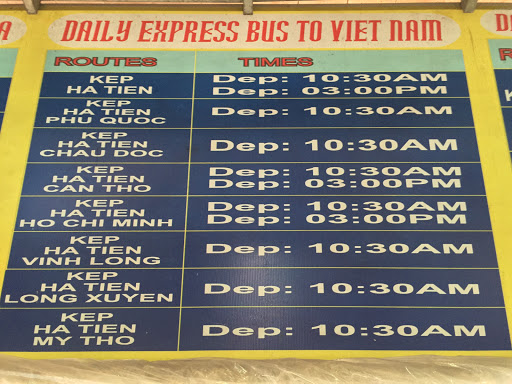 DAILY EXPRESS BUS TO VIET NAM
ROUTES TIMES
KEP Dep: 10:30AM
HA TIEN Dep: 03:00PM
KEP
HA TIEN Dep: 10:30AM
PHU QUOC
KEP
HA TIEN Dep: 10:30AM
CHAU DOC
KEP Dep: 10:30AM
HA TIEN Dep: 03:00PM
CAN THO
KEP Dep: 10:30AM
HA TIEN Dep: 03:00PM
HO CHI MINH
KEP
HA TIEN Dep: 10:30AM
VINH LONG
KEP
HA TIEN Dep: 10:30AM
LONG XUYEN
KEP
HA TIEN Dep: 10:30AM
MY THO